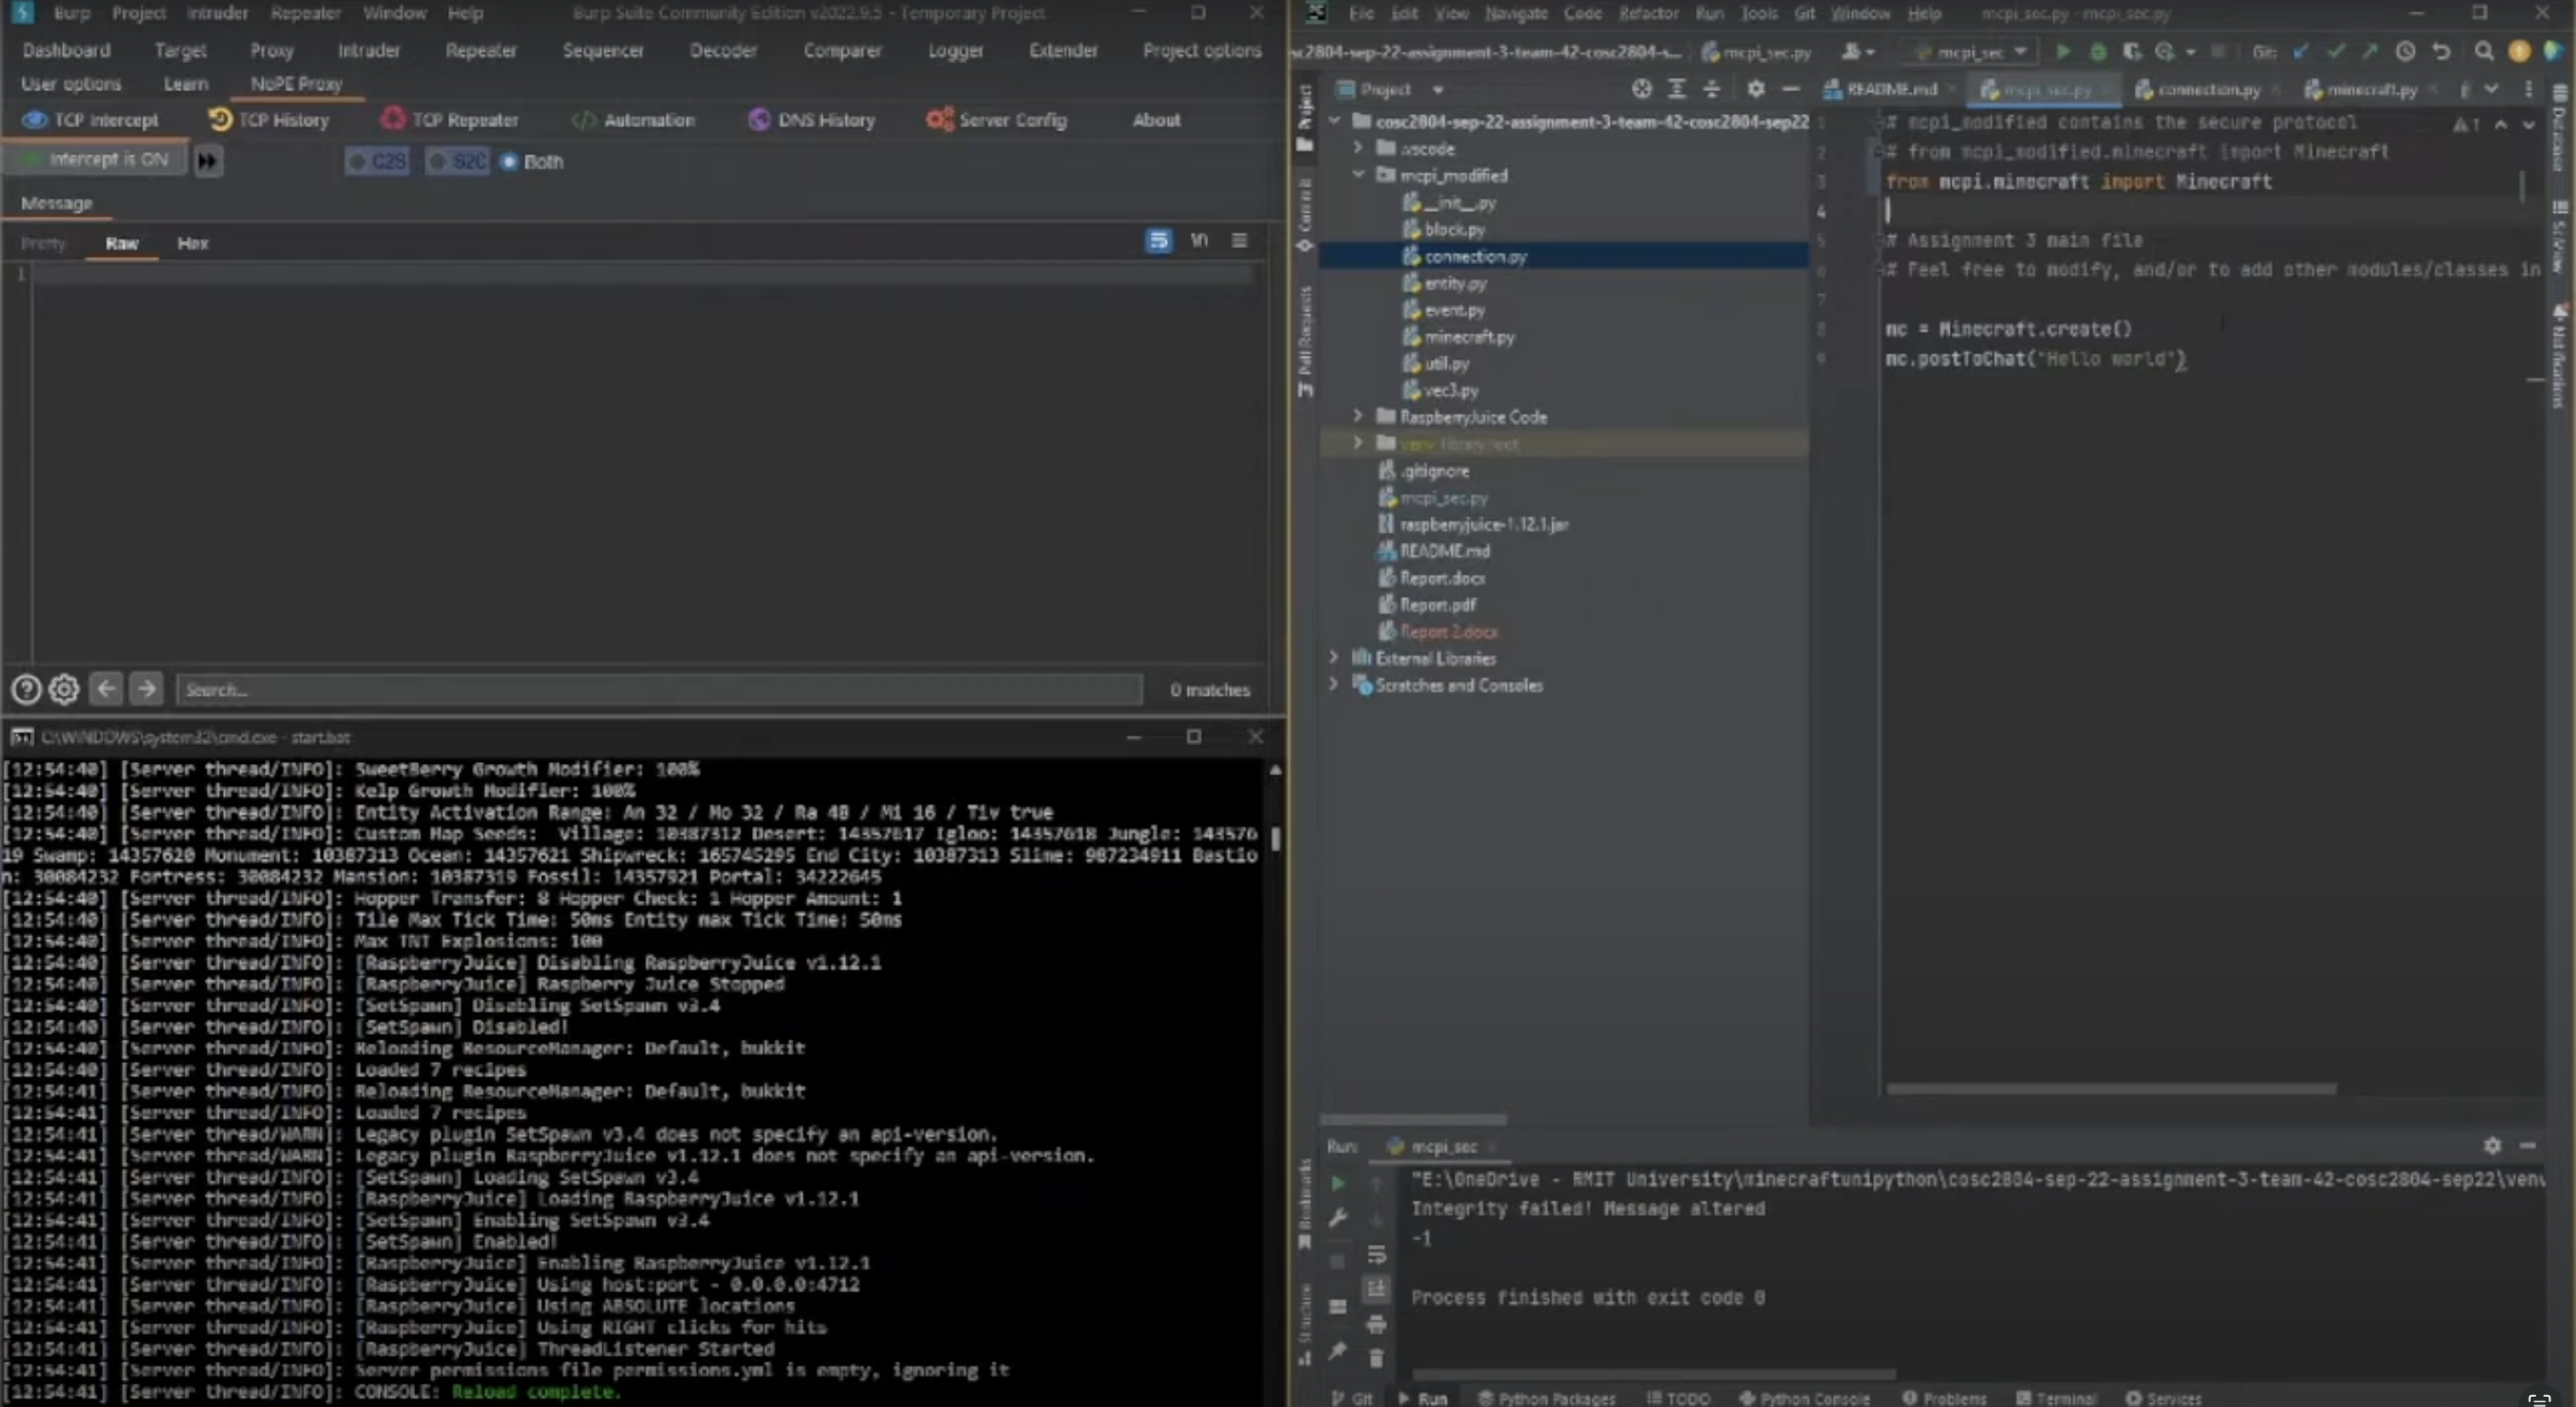 Burp Project Intruder Repeater Window Help Burp Suite Community Edition v2022.9.5 - Temporary Project
Dashboard Target Proxy Intruder Repeater Sequencer Decoder Comparer Logger Extender Project options
User options Learn NoPE Proxy
TCP Intercept TCP History TCP Repeater Automation DNS History Server Config About
Intercept is ON C2S S2C Both
Message
Pretty Raw Hex \n
1
Search... 0 matches
C:\WINDOWS\system32\cmd.exe - start.bat
[12:54:40] [Server thread/INFO]: SweetBerry Growth Modifier: 100%
[12:54:40] [Server thread/INFO]: Kelp Growth Modifier: 100%
[12:54:40] [Server thread/INFO]: Entity Activation Range: An 32 / Mo 32 / Ra 48 / Mi 16 / Tiv true
[12:54:40] [Server thread/INFO]: Custom Map Seeds: Village: 10387312 Desert: 14357617 Igloo: 14357618 Jungle: 143576
19 Swamp: 14357620 Monument: 10387313 Ocean: 14357621 Shipwreck: 165745295 End City: 10387313 Slime: 987234911 Bastio
n: 30084232 Fortress: 30084232 Mansion: 10387319 Fossil: 14357921 Portal: 34222645
[12:54:40] [Server thread/INFO]: Hopper Transfer: 8 Hopper Check: 1 Hopper Amount: 1
[12:54:40] [Server thread/INFO]: Tile Max Tick Time: 50ms Entity max Tick Time: 50ms
[12:54:40] [Server thread/INFO]: Max TNT Explosions: 100
[12:54:40] [Server thread/INFO]: [RaspberryJuice] Disabling RaspberryJuice v1.12.1
[12:54:40] [Server thread/INFO]: [RaspberryJuice] Raspberry Juice Stopped
[12:54:40] [Server thread/INFO]: [SetSpawn] Disabling SetSpawn v3.4
[12:54:40] [Server thread/INFO]: [SetSpawn] Disabled!
[12:54:40] [Server thread/INFO]: Reloading ResourceManager: Default, bukkit
[12:54:40] [Server thread/INFO]: Loaded 7 recipes
[12:54:41] [Server thread/INFO]: Reloading ResourceManager: Default, bukkit
[12:54:41] [Server thread/INFO]: Loaded 7 recipes
[12:54:41] [Server thread/WARN]: Legacy plugin SetSpawn v3.4 does not specify an api-version.
[12:54:41] [Server thread/WARN]: Legacy plugin RaspberryJuice v1.12.1 does not specify an api-version.
[12:54:41] [Server thread/INFO]: [SetSpawn] Loading SetSpawn v3.4
[12:54:41] [Server thread/INFO]: [RaspberryJuice] Loading RaspberryJuice v1.12.1
[12:54:41] [Server thread/INFO]: [SetSpawn] Enabling SetSpawn v3.4
[12:54:41] [Server thread/INFO]: [SetSpawn] Enabled!
[12:54:41] [Server thread/INFO]: [RaspberryJuice] Enabling RaspberryJuice v1.12.1
[12:54:41] [Server thread/INFO]: [RaspberryJuice] Using host:port - 0.0.0.0:4712
[12:54:41] [Server thread/INFO]: [RaspberryJuice] Using ABSOLUTE locations
[12:54:41] [Server thread/INFO]: [RaspberryJuice] Using RIGHT clicks for hits
[12:54:41] [Server thread/INFO]: [RaspberryJuice] ThreadListener Started
[12:54:41] [Server thread/INFO]: Server permissions file permissions.yml is empty, ignoring it
[12:54:41] [Server thread/INFO]: CONSOLE: Reload complete.
File Edit View Navigate Code Refactor Run Tools Git Window Help mcpi_sec.py - mcpi_sec.py
sc2804-sep-22-assignment-3-team-42-cosc2804-s... mcpi_sec.py mcpi_sec Git:
Project
README.md mcpi_sec.py connection.py minecraft.py
Project
Commit
Pull Requests
cosc2804-sep-22-assignment-3-team-42-cosc2804-sep22
.vscode
mcpi_modified
__init__.py
block.py
connection.py
entity.py
event.py
minecraft.py
util.py
vec3.py
RaspberryJuice Code
venv library root
.gitignore
mcpi_sec.py
raspberryjuice-1.12.1.jar
README.md
Report.docx
Report.pdf
Report 2.docx
External Libraries
Scratches and Consoles
1 # mcpi_modified contains the secure protocol
2 # from mcpi_modified.minecraft import Minecraft
3 from mcpi.minecraft import Minecraft
4
5 # Assignment 3 main file
6 # Feel free to modify, and/or to add other modules/classes in
7
8 mc = Minecraft.create()
9 mc.postToChat("Hello world")
1
Database
SciView
Notifications
Run: mcpi_sec
"E:\OneDrive - RMIT University\minecraftunipython\cosc2804-sep-22-assignment-3-team-42-cosc2804-sep22\venv
Integrity failed! Message altered
-1
Process finished with exit code 0
Bookmarks
Structure
Git Run Python Packages TODO Python Console Problems Terminal Services